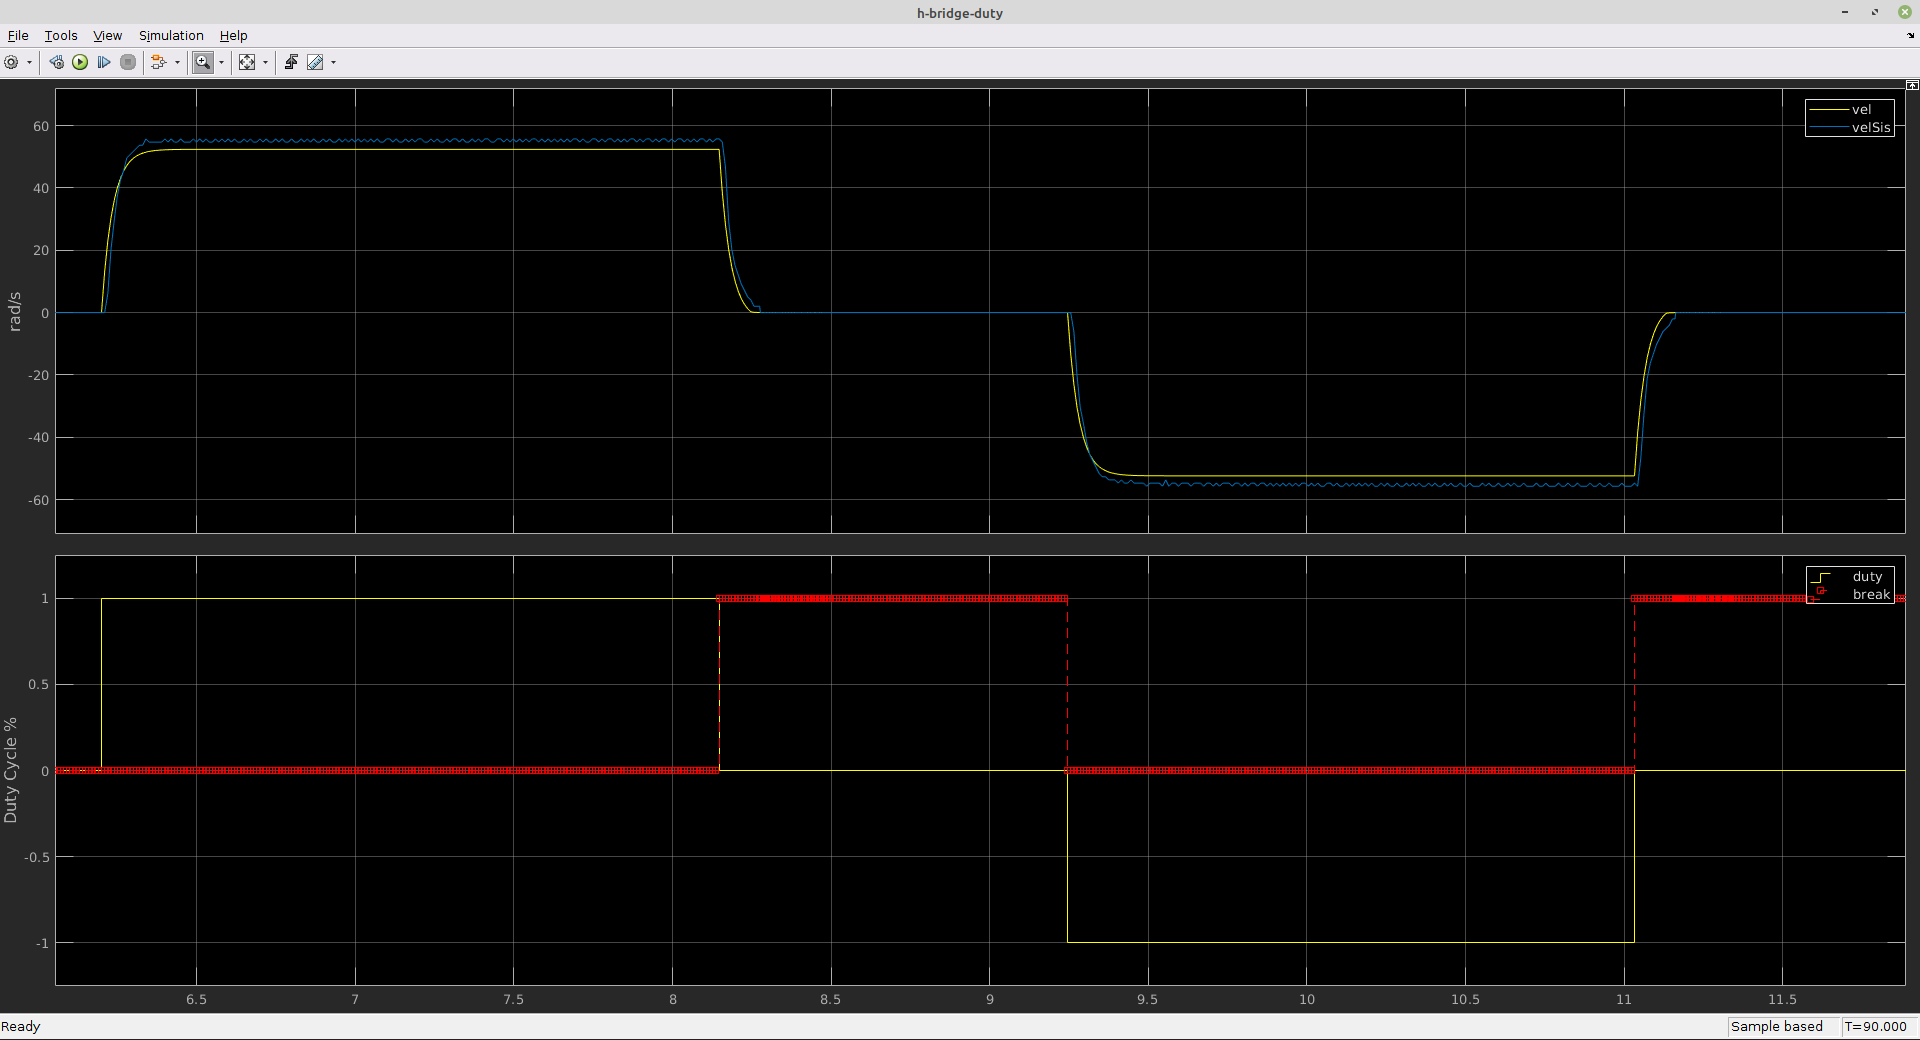 h-bridge-duty
File Tools View Simulation Help
60
40
20
0
-20
-40
-60
rad/s
vel
velSis
1
0.5
0
-0.5
-1
Duty Cycle %
duty
break
6.5 7 7.5 8 8.5 9 9.5 10 10.5 11 11.5
Ready
Sample based T=90.000